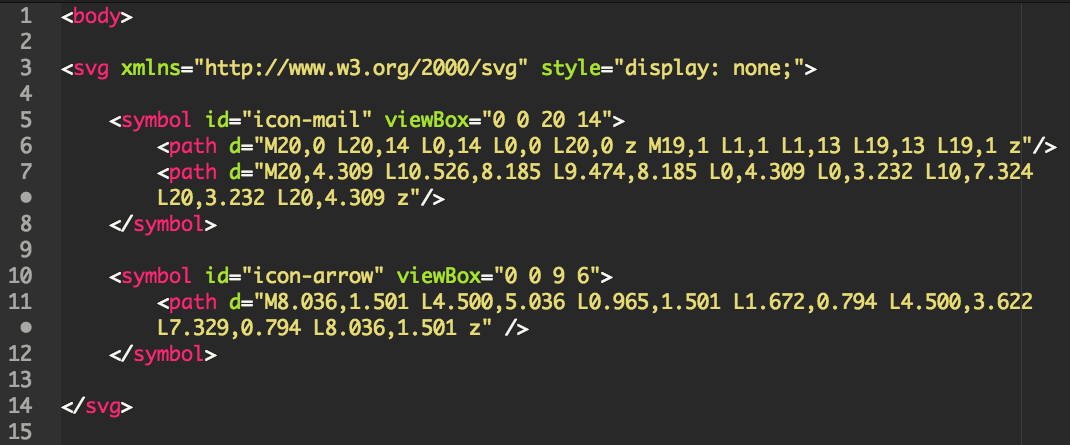 1 <body>
2
3 <svg xmlns="http://www.w3.org/2000/svg" style="display: none;">
4
5 <symbol id="icon-mail" viewBox="0 0 20 14">
6 <path d="M20,0 L20,14 L0,14 L0,0 L20,0 z M19,1 L1,1 L1,13 L19,13 L19,1 z"/>
7 <path d="M20,4.309 L10.526,8.185 L9.474,8.185 L0,4.309 L0,3.232 L10,7.324
● L20,3.232 L20,4.309 z"/>
8 </symbol>
9
10 <symbol id="icon-arrow" viewBox="0 0 9 6">
11 <path d="M8.036,1.501 L4.500,5.036 L0.965,1.501 L1.672,0.794 L4.500,3.622
● L7.329,0.794 L8.036,1.501 z" />
12 </symbol>
13
14 </svg>
15